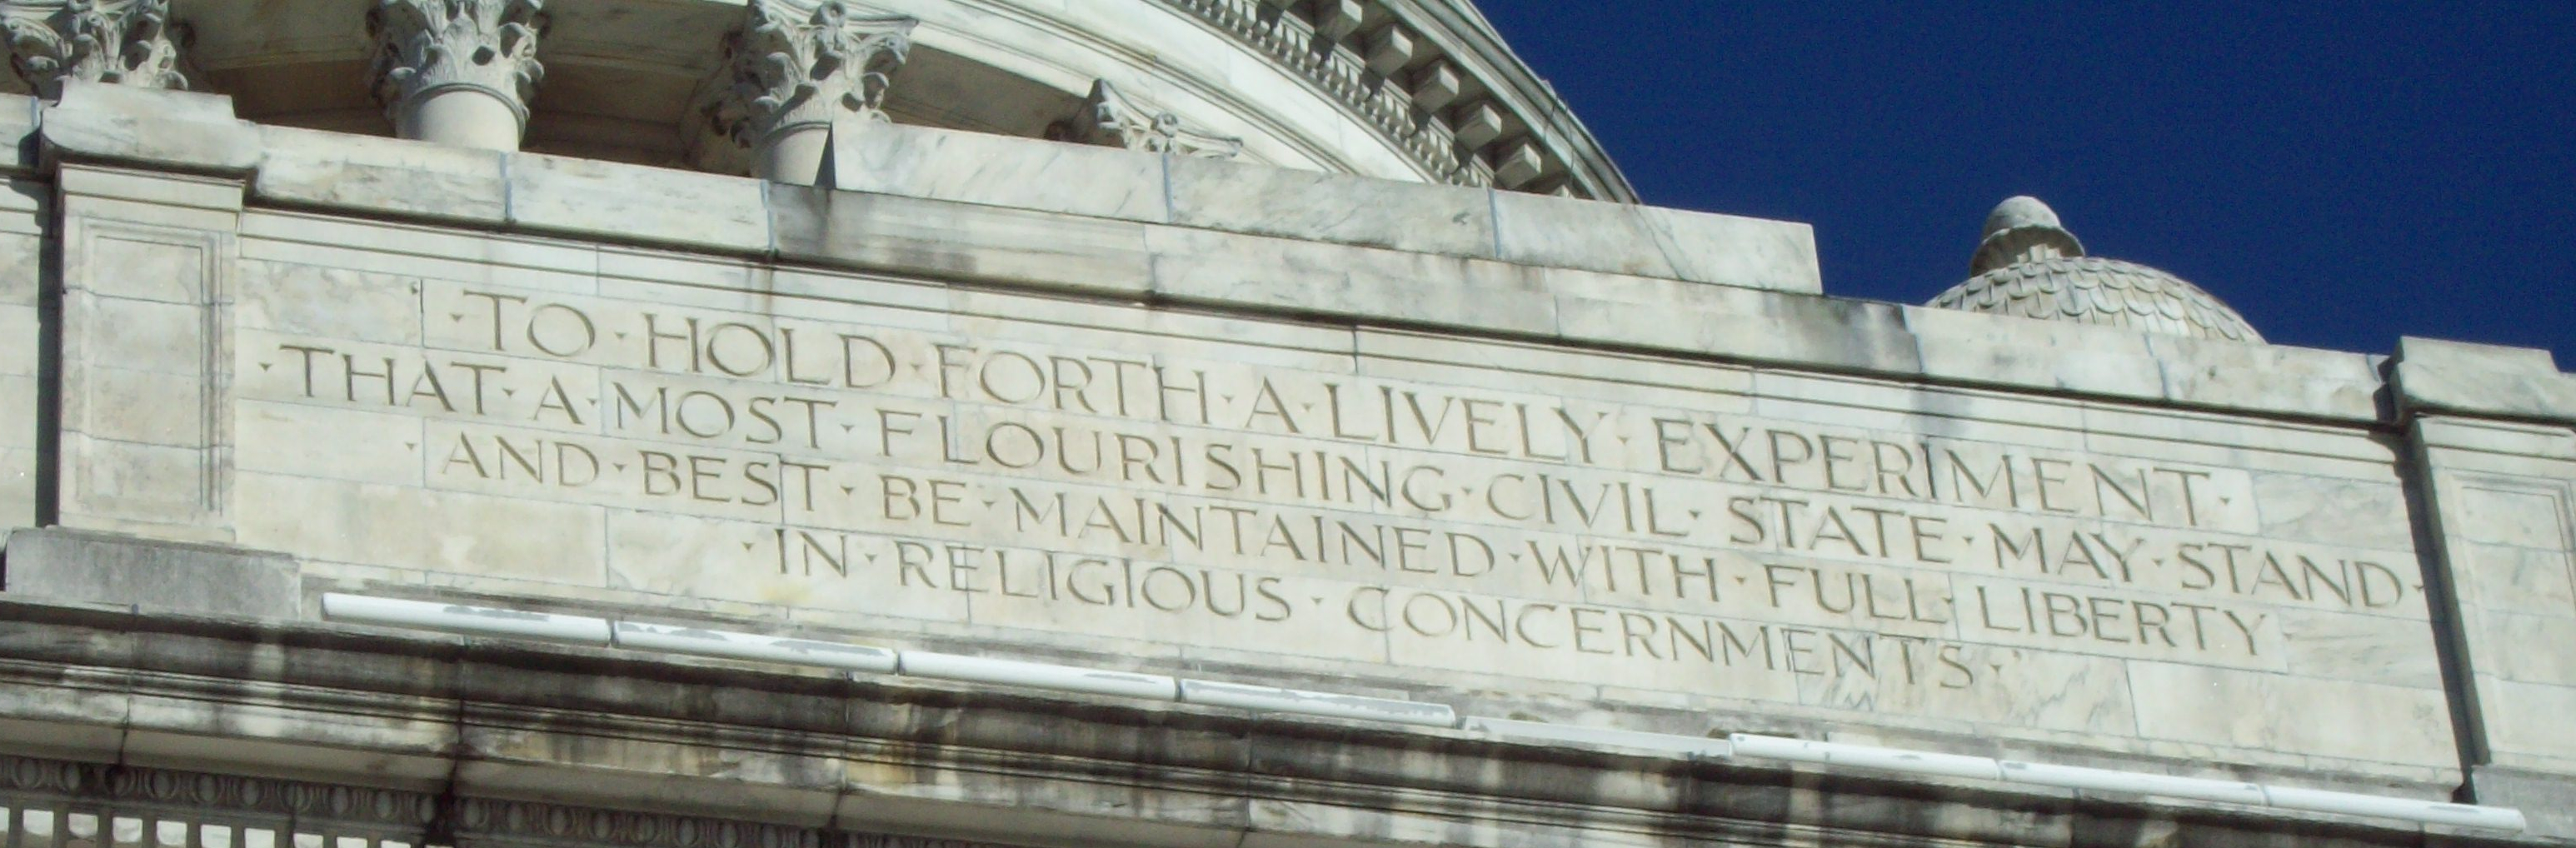 ·TO·HOLD·FORTH·A·LIVELY·EXPERIMENT·
·THAT·A·MOST·FLOURISHING·CIVIL·STATE·MAY·STAND·
·AND·BEST·BE·MAINTAINED·WITH·FULL·LIBERTY
·IN·RELIGIOUS·CONCERNMENTS·